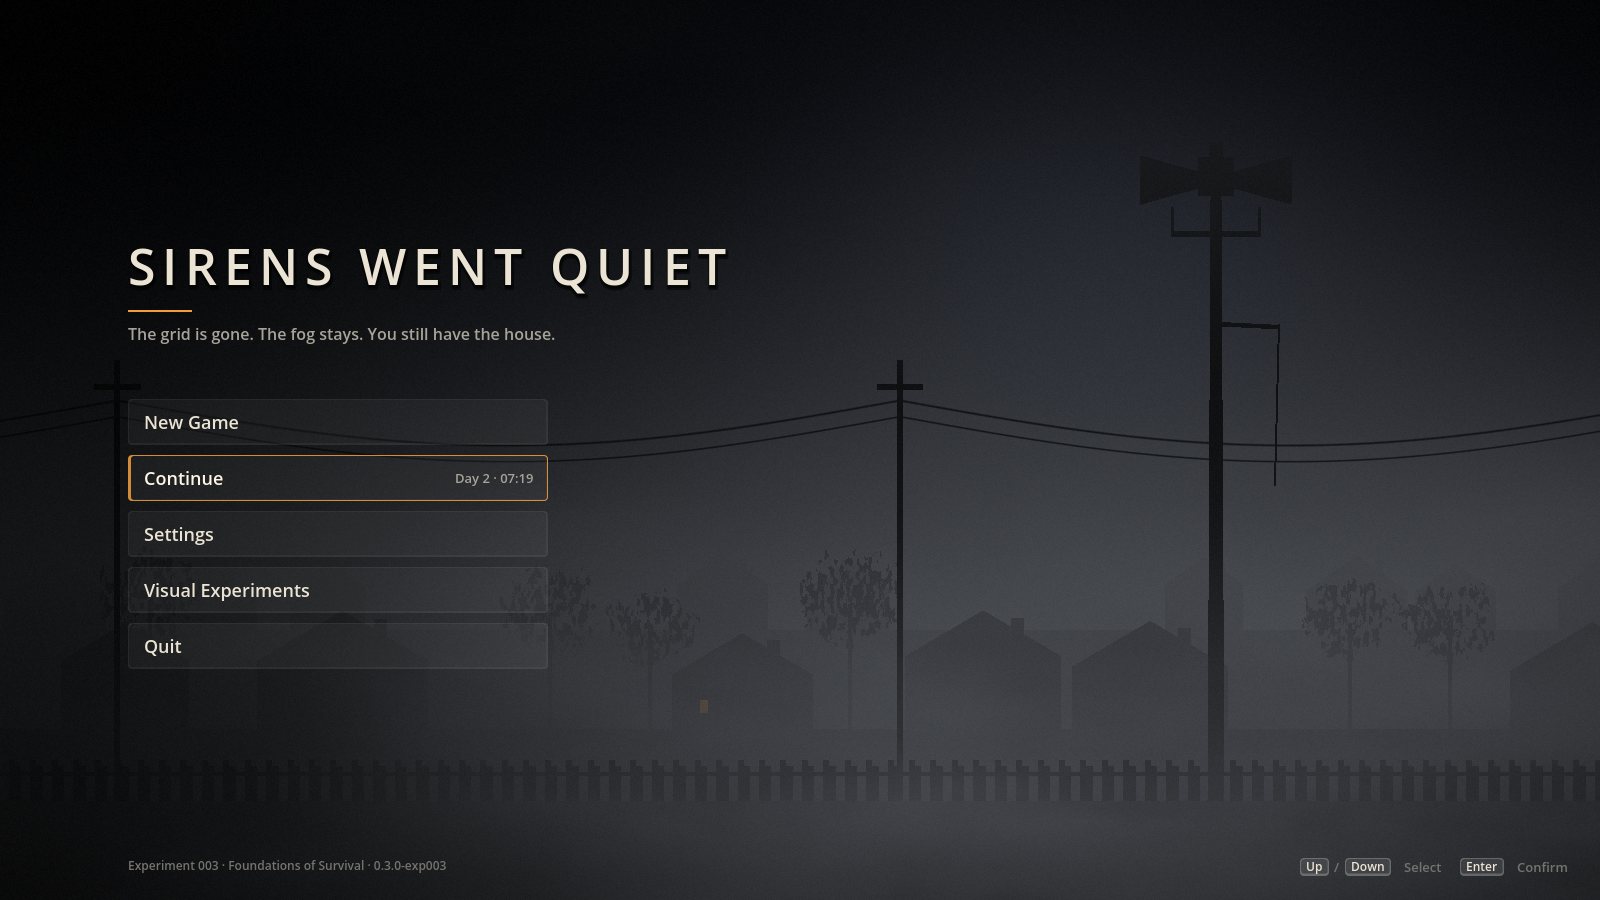 SIRENS WENT QUIET
The grid is gone. The fog stays. You still have the house.
New Game
Continue Day 2 · 07:19
Settings
Visual Experiments
Quit
Experiment 003 · Foundations of Survival · 0.3.0-exp003
Up / Down Select Enter Confirm